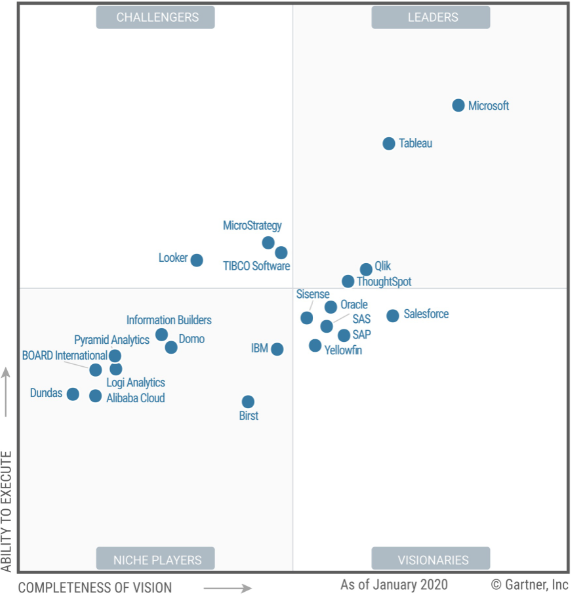 CHALLENGERS
LEADERS
Microsoft
Tableau
MicroStrategy
Looker
TIBCO Software
Qlik
ThoughtSpot
Sisense
Oracle
Salesforce
SAS
Information Builders
Domo
SAP
Pyramid Analytics
IBM
Yellowfin
BOARD International
Logi Analytics
Dundas
Alibaba Cloud
Birst
NICHE PLAYERS
VISIONARIES
ABILITY TO EXECUTE
COMPLETENESS OF VISION
As of January 2020
© Gartner, Inc